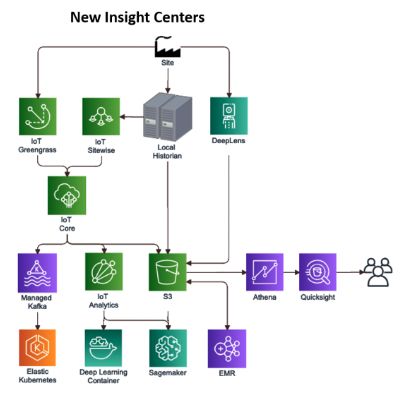 New Insight Centers
Site
IoT
Greengrass
IoT
Sitewise
Local
Historian
DeepLens
IoT
Core
Managed
Kafka
IoT
Analytics
S3
Athena
Quicksight
Elastic
Kubernetes
Deep Learning
Container
Sagemaker
EMR